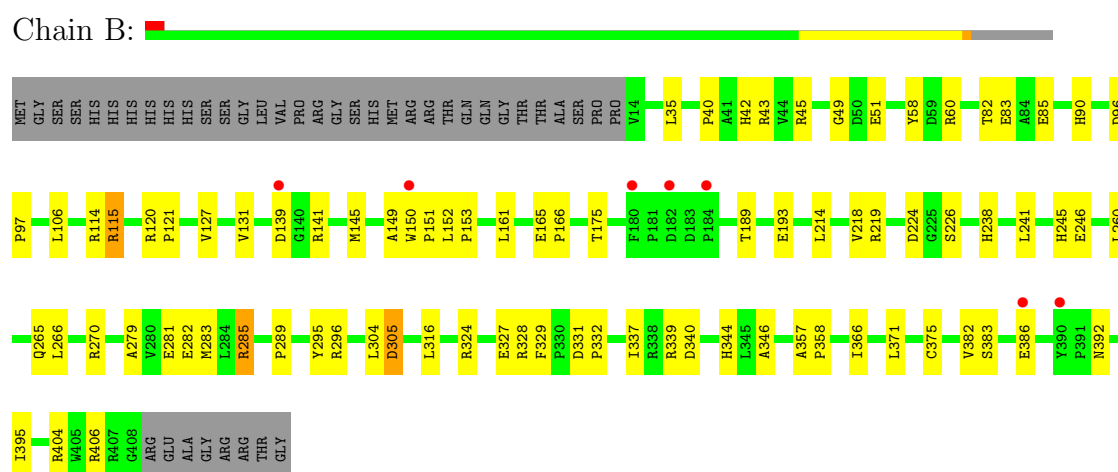 Chain B:
MET GLY SER SER HIS HIS HIS HIS HIS HIS SER SER GLY LEU VAL PRO ARG GLY SER HIS MET ARG ARG THR GLN GLN GLY THR THR ALA SER PRO PRO V14 L35 P40 A41 H42 R43 V44 R45 G49 D50 E51 Y58 D59 R60 T82 E83 A84 E85 H90 D96
P97 L106 R114 R115 R120 P121 V127 V131 D139 G140 R141 M145 A149 W150 P151 L152 P153 L161 E165 P166 T175 F180 P181 D182 D183 P184 T189 E193 L214 V218 R219 D224 G225 S226 H238 L241 H245 E246 L260
Q265 L266 R270 A279 V280 E281 E282 M283 L284 R285 P289 Y295 R296 L304 D305 L316 R324 E327 R328 F329 P330 D331 P332 I337 R338 R339 D340 H344 L345 A346 A357 P358 I366 L371 C375 V382 S383 E386 Y390 P391 N392
I395 R404 W405 R406 R407 G408 ARG GLU ALA GLY ARG ARG THR GLY